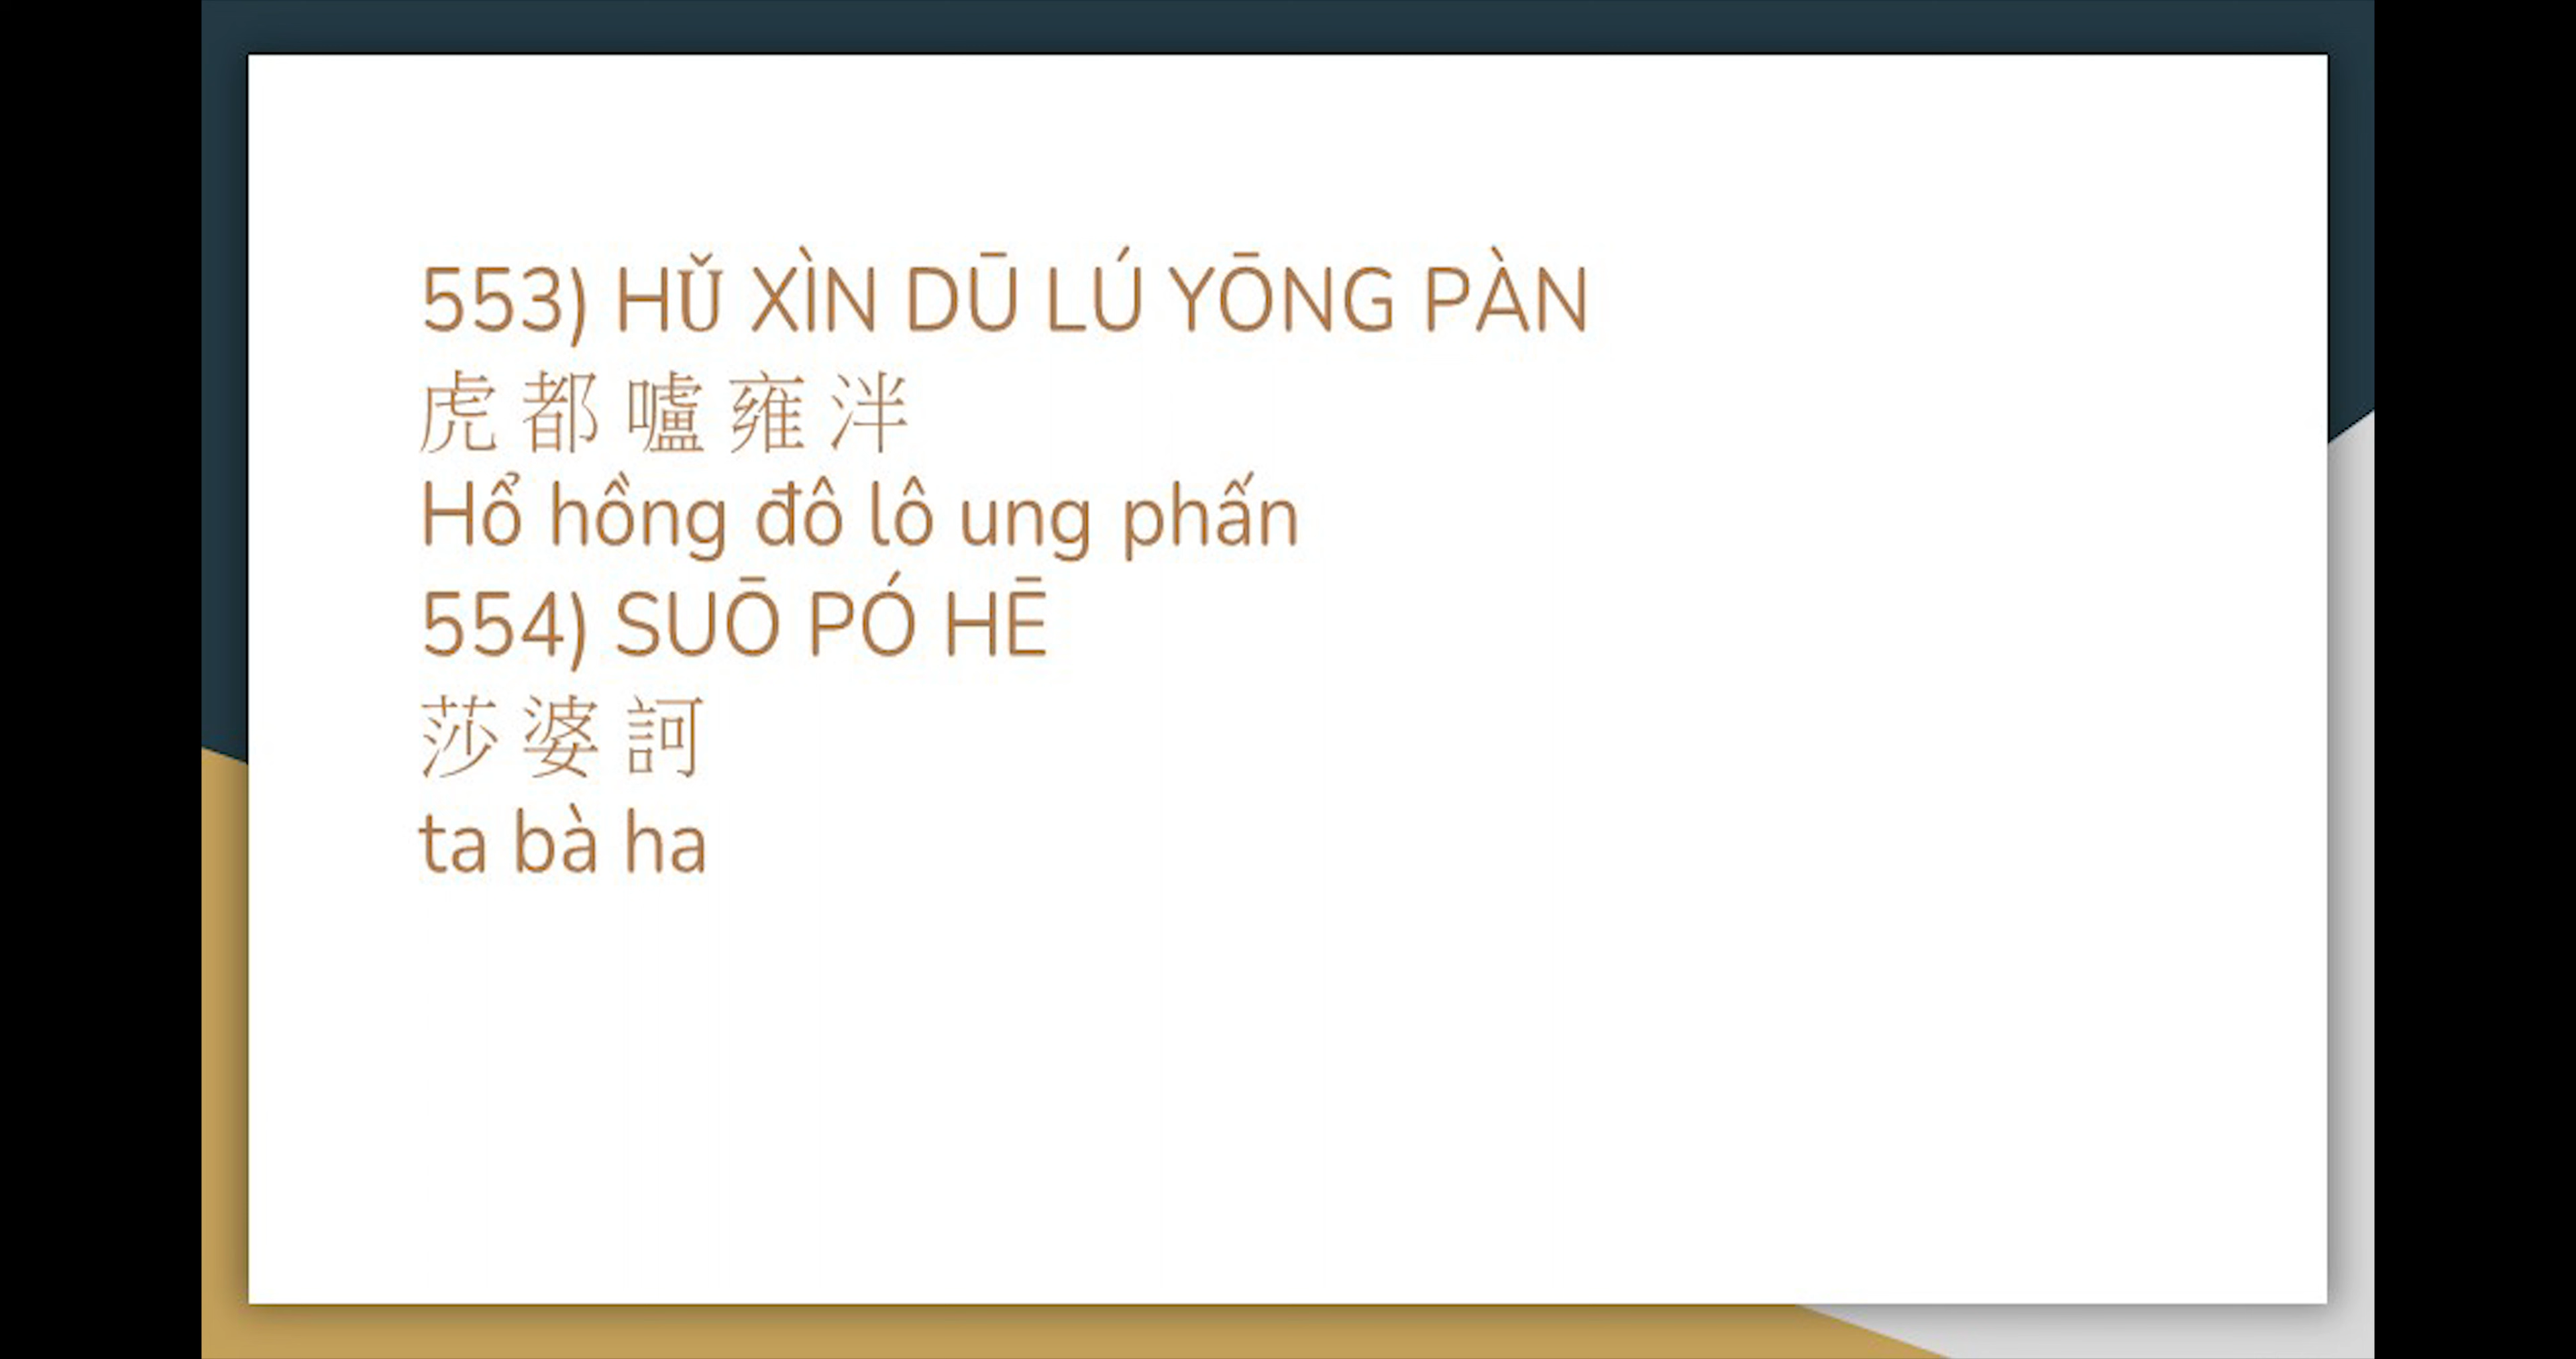 553) HǓ XÌN DŪ LÚ YŌNG PÀN
虎 都 嚧 雍 泮
Hổ hồng đô lô ung phấn
554) SUŌ PÓ HĒ
莎 婆 訶
ta bà ha